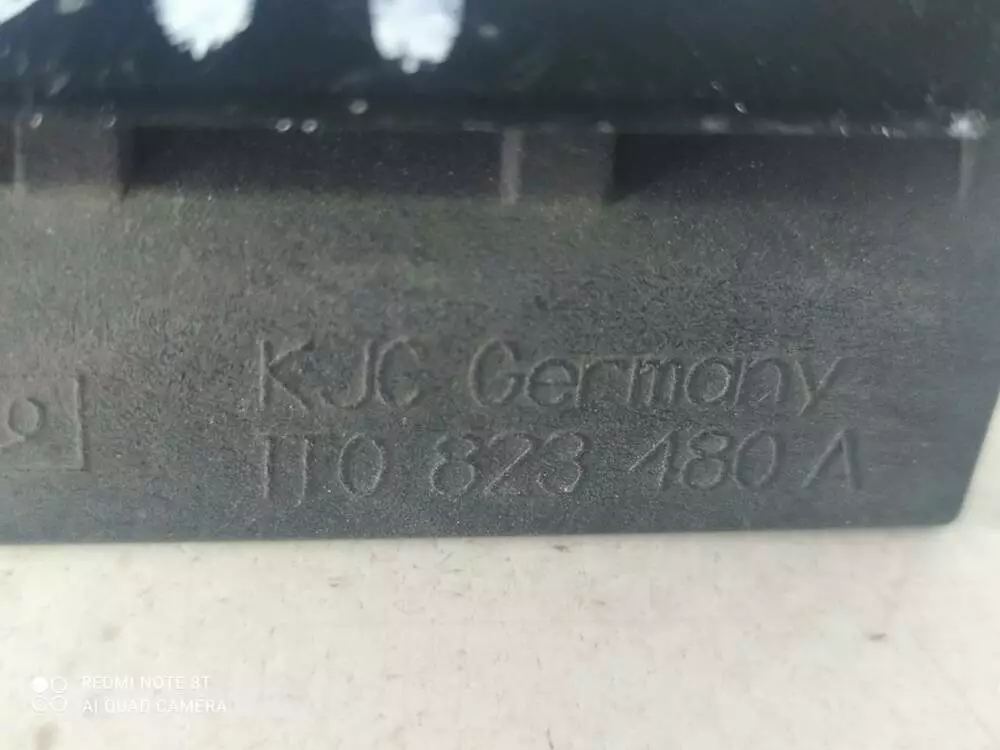 KJC Germany
1T0 823 480 A
REDMI NOTE 8T
AI QUAD CAMERA